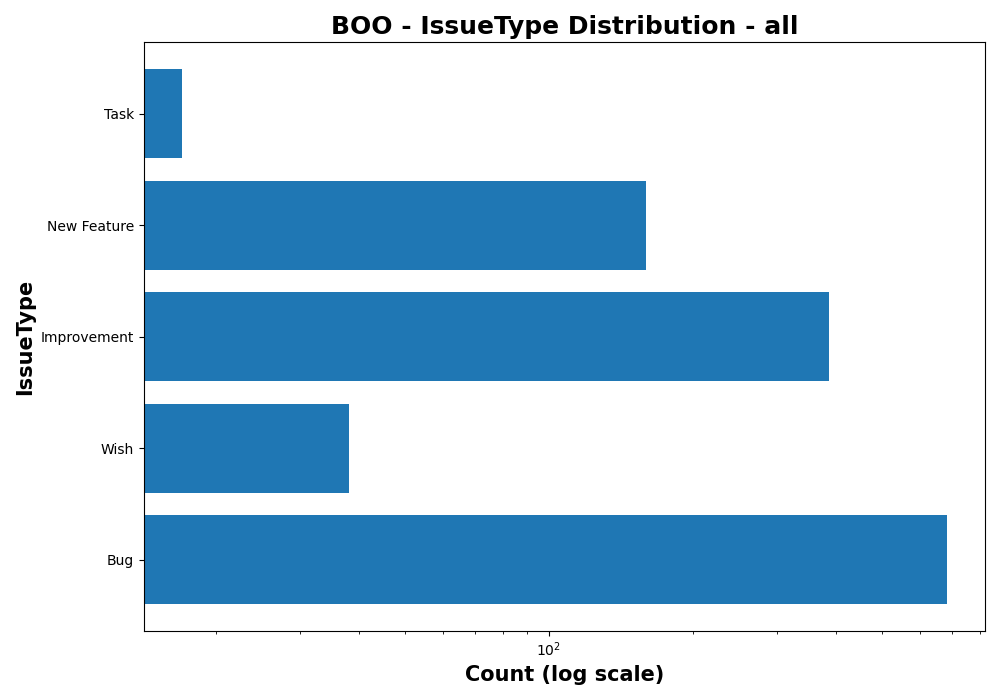 BOO - IssueType Distribution - all
IssueType
Task
New Feature
Improvement
Wish
Bug
10²
Count (log scale)